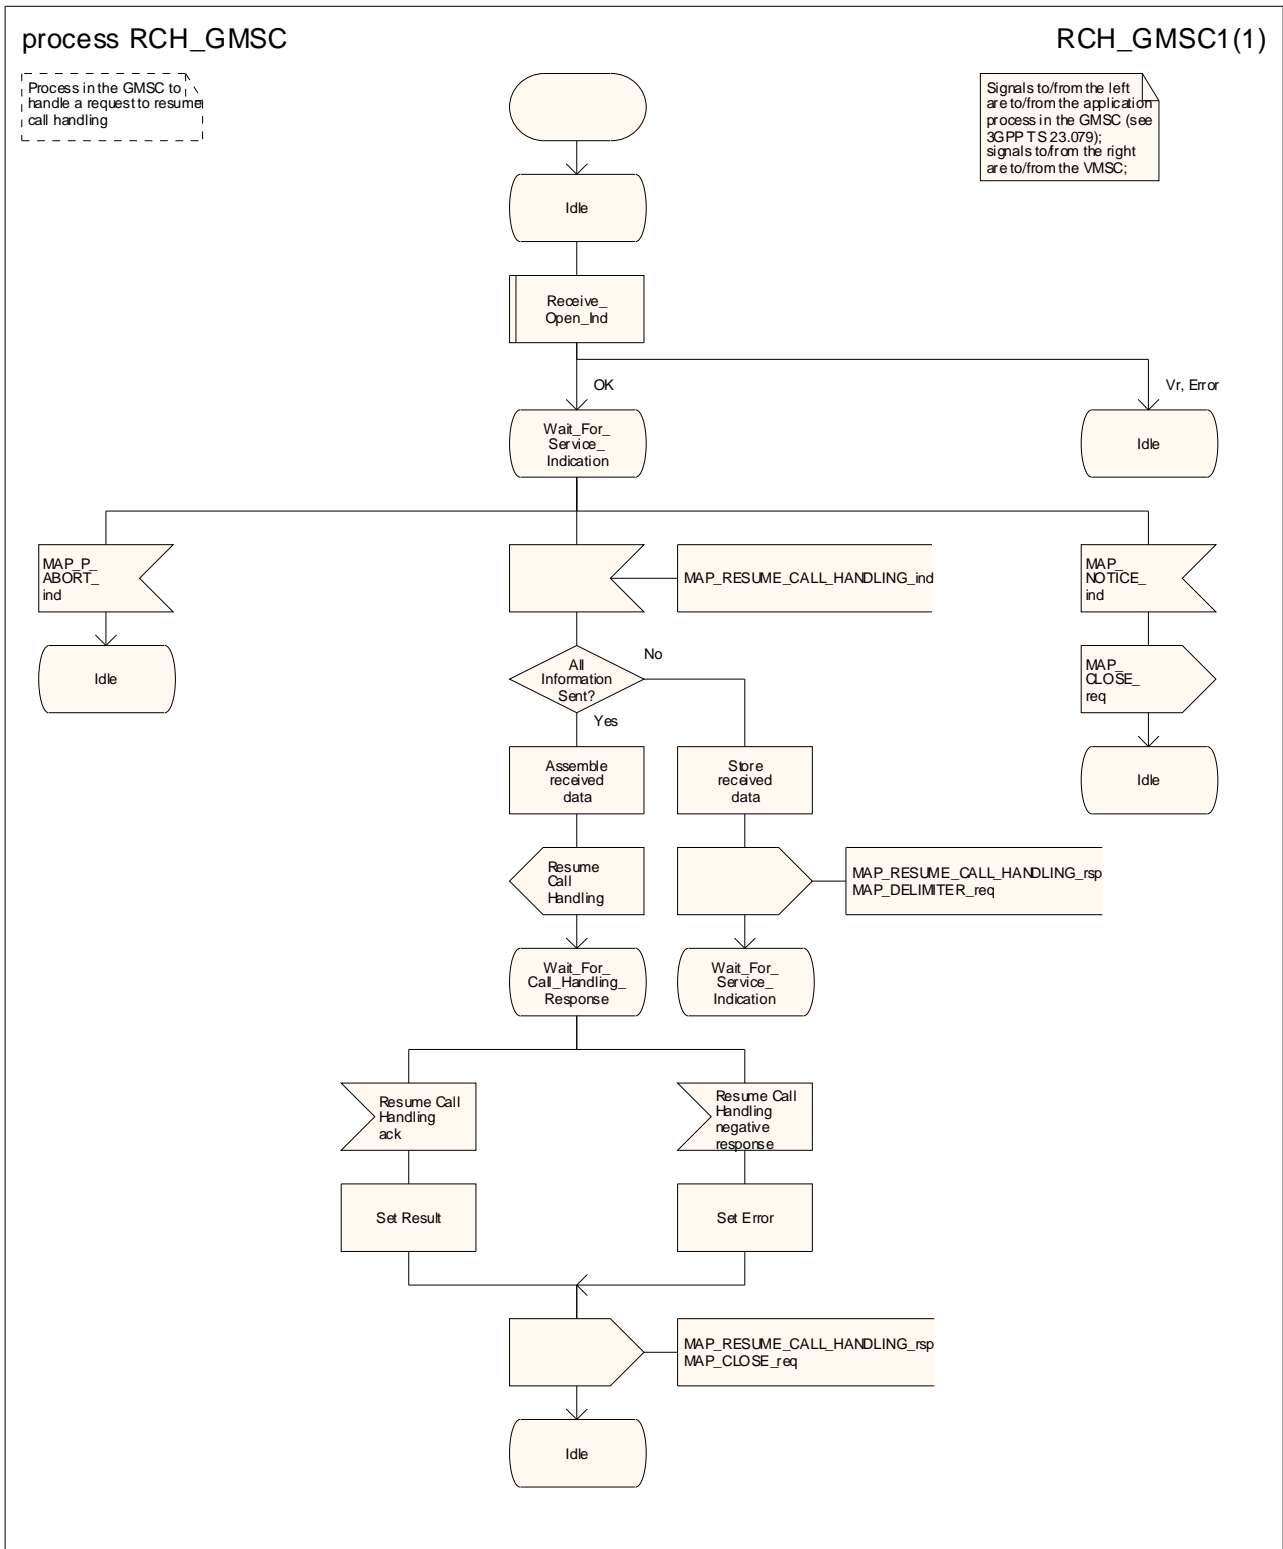 process RCH_GMSC
RCH_GMSC1(1)
Process in the GMSC to
handle a request to resume
call handling
Signals to/from the left
are to/from the application
process in the GMSC (see
3GPP TS 23.079);
signals to/from the right
are to/from the VMSC;
Idle
Receive_
Open_Ind
OK
Vr, Error
Wait_For_
Service_
Indication
Idle
MAP_P_
ABORT_
ind
MAP_RESUME_CALL_HANDLING_ind
MAP_
NOTICE_
ind
Idle
All
Information
Sent?
No
Yes
MAP_
CLOSE_
req
Assemble
received
data
Store
received
data
Idle
Resume
Call
Handling
MAP_RESUME_CALL_HANDLING_rsp
MAP_DELIMITER_req
Wait_For_
Call_Handling_
Response
Wait_For_
Service_
Indication
Resume Call
Handling
ack
Resume Call
Handling
negative
response
Set Result
Set Error
MAP_RESUME_CALL_HANDLING_rsp
MAP_CLOSE_req
Idle